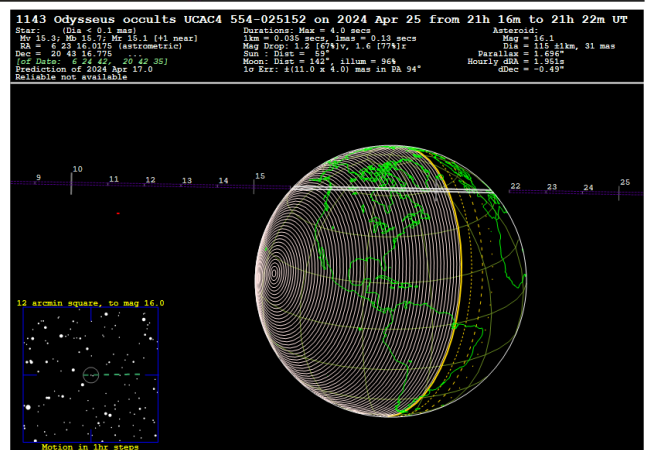 1143 Odysseus occults UCAC4 554-025152 on 2024 Apr 25 from 21h 16m to 21h 22m UT
Star: (Dia < 0.1 mas)
Mv 15.3; Mb 15.7; Mr 15.1 [+1 near]
RA = 6 23 16.0175 (astrometric)
Dec = 20 43 16.775 ...
[of Date: 6 24 42, 20 42 35]
Prediction of 2024 Apr 17.0
Reliable not available
Durations: Max = 4.0 secs
1km = 0.035 secs, 1mas = 0.13 secs
Mag Drop: 1.2 [67%]v, 1.6 [77%]r
Sun : Dist = 59°
Moon: Dist = 142°, illum = 96%
1σ Err: ±(11.0 x 4.0) mas in PA 94°
Asteroid:
Mag = 16.1
Dia = 115 ±1km, 31 mas
Parallax = 1.696"
Hourly dRA = 1.951s
dDec = -0.49"
9 10 11 12 13 14 15 22 23 24 25
12 arcmin square, to mag 16.0
Motion in 1hr steps